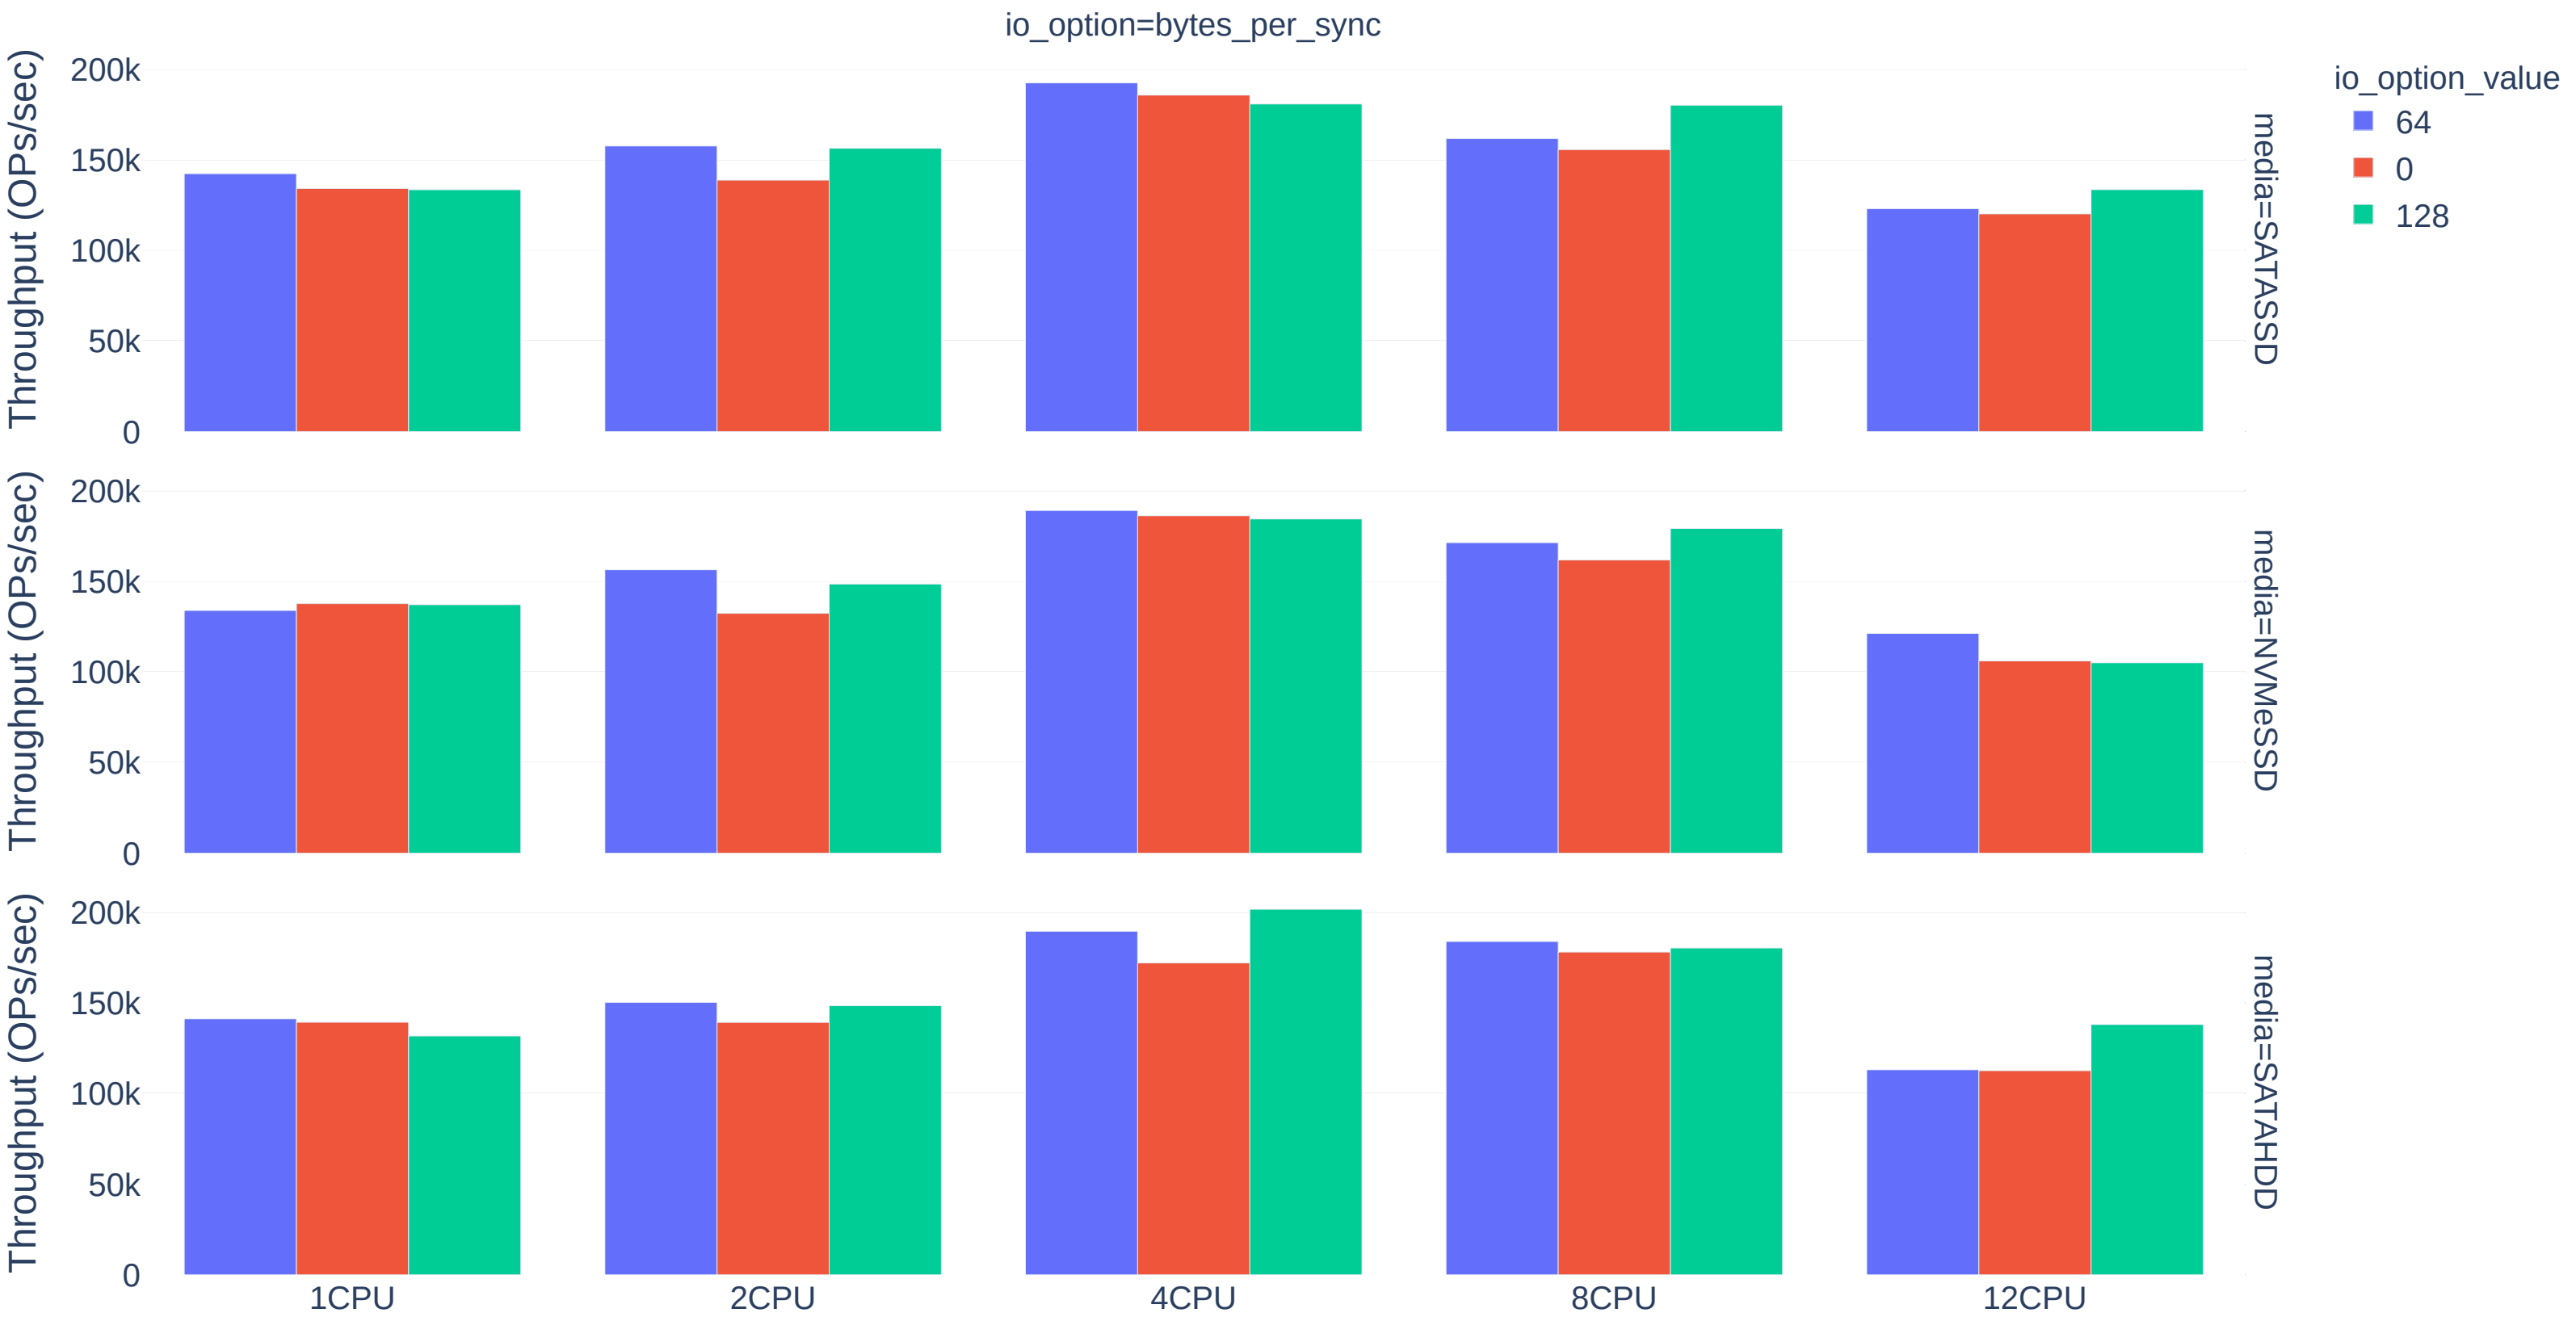 io_option=bytes_per_sync
Throughput (OPs/sec)
200k
150k
100k
50k
0
media=SATASSD
io_option_value
64
0
128
Throughput (OPs/sec)
200k
150k
100k
50k
0
media=NVMeSSD
Throughput (OPs/sec)
200k
150k
100k
50k
0
media=SATAHDD
1CPU
2CPU
4CPU
8CPU
12CPU